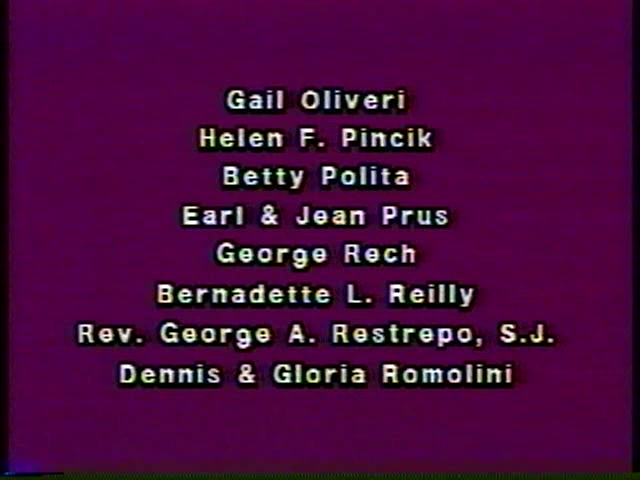 Gail Oliveri
Helen F. Pincik
Betty Polita
Earl & Jean Prus
George Rech
Bernadette L. Reilly
Rev. George A. Restrepo, S.J.
Dennis & Gloria Romolini